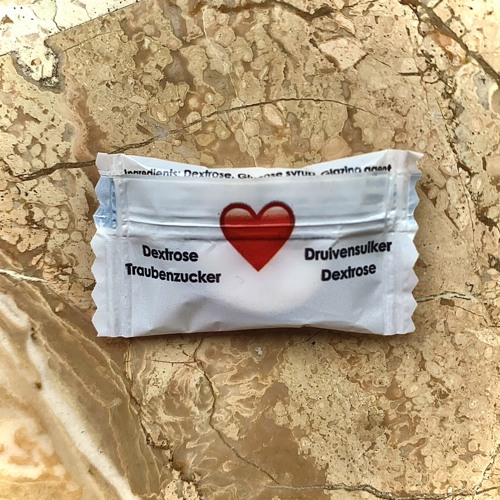 Ingredients: Dextrose, Glucose syrup, Glazing agent
Dextrose
Traubenzucker
Druivensuiker
Dextrose